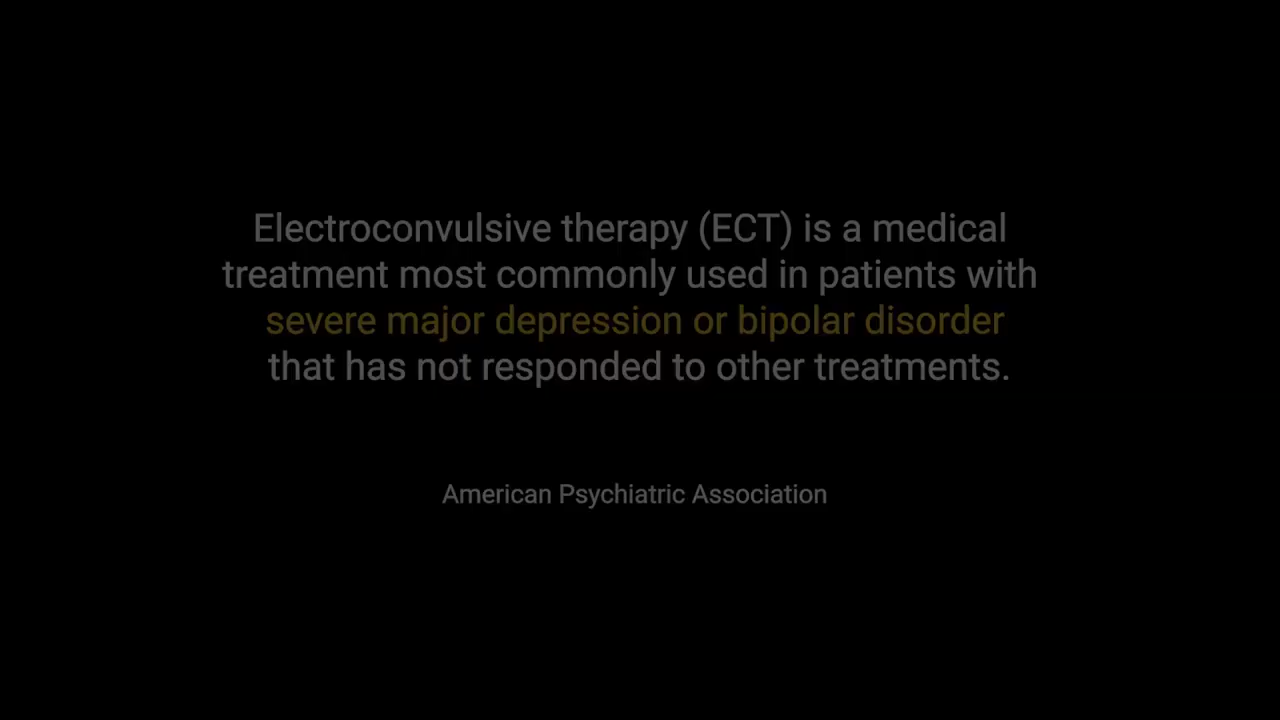 Electroconvulsive therapy (ECT) is a medical
treatment most commonly used in patients with
severe major depression or bipolar disorder
that has not responded to other treatments.
American Psychiatric Association